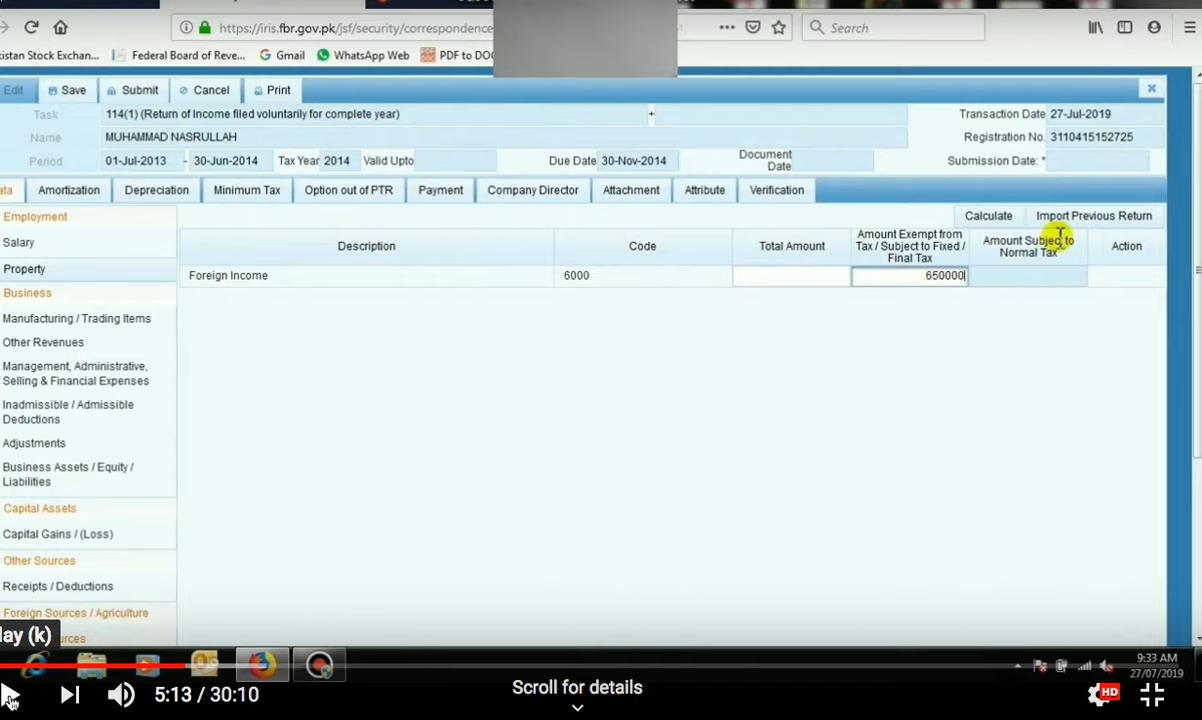 https://iris.fbr.gov.pk/jsf/security/correspondence
Search
kistan Stock Exchan...
Federal Board of Reve...
Gmail
WhatsApp Web
PDF to DOC
Edit
Save
Submit
Cancel
Print
Task 114(1) (Return of Income filed voluntarily for complete year) + Transaction Date 27-Jul-2019
Name MUHAMMAD NASRULLAH Registration No. 3110415152725
Period 01-Jul-2013 - 30-Jun-2014 Tax Year 2014 Valid Upto Due Date 30-Nov-2014 Document Date Submission Date: *
ata Amortization Depreciation Minimum Tax Option out of PTR Payment Company Director Attachment Attribute Verification
Employment
Salary
Property
Business
Manufacturing / Trading Items
Other Revenues
Management, Administrative,
Selling & Financial Expenses
Inadmissible / Admissible
Deductions
Adjustments
Business Assets / Equity /
Liabilities
Capital Assets
Capital Gains / (Loss)
Other Sources
Receipts / Deductions
Foreign Sources / Agriculture
urces
Calculate Import Previous Return
Description
Code
Total Amount
Amount Exempt from
Tax / Subject to Fixed /
Final Tax
Amount Subject to
Normal Tax
Action
Foreign Income 6000 650000
lay (k)
9:33 AM
27/07/2019
5:13 / 30:10
Scroll for details
HD